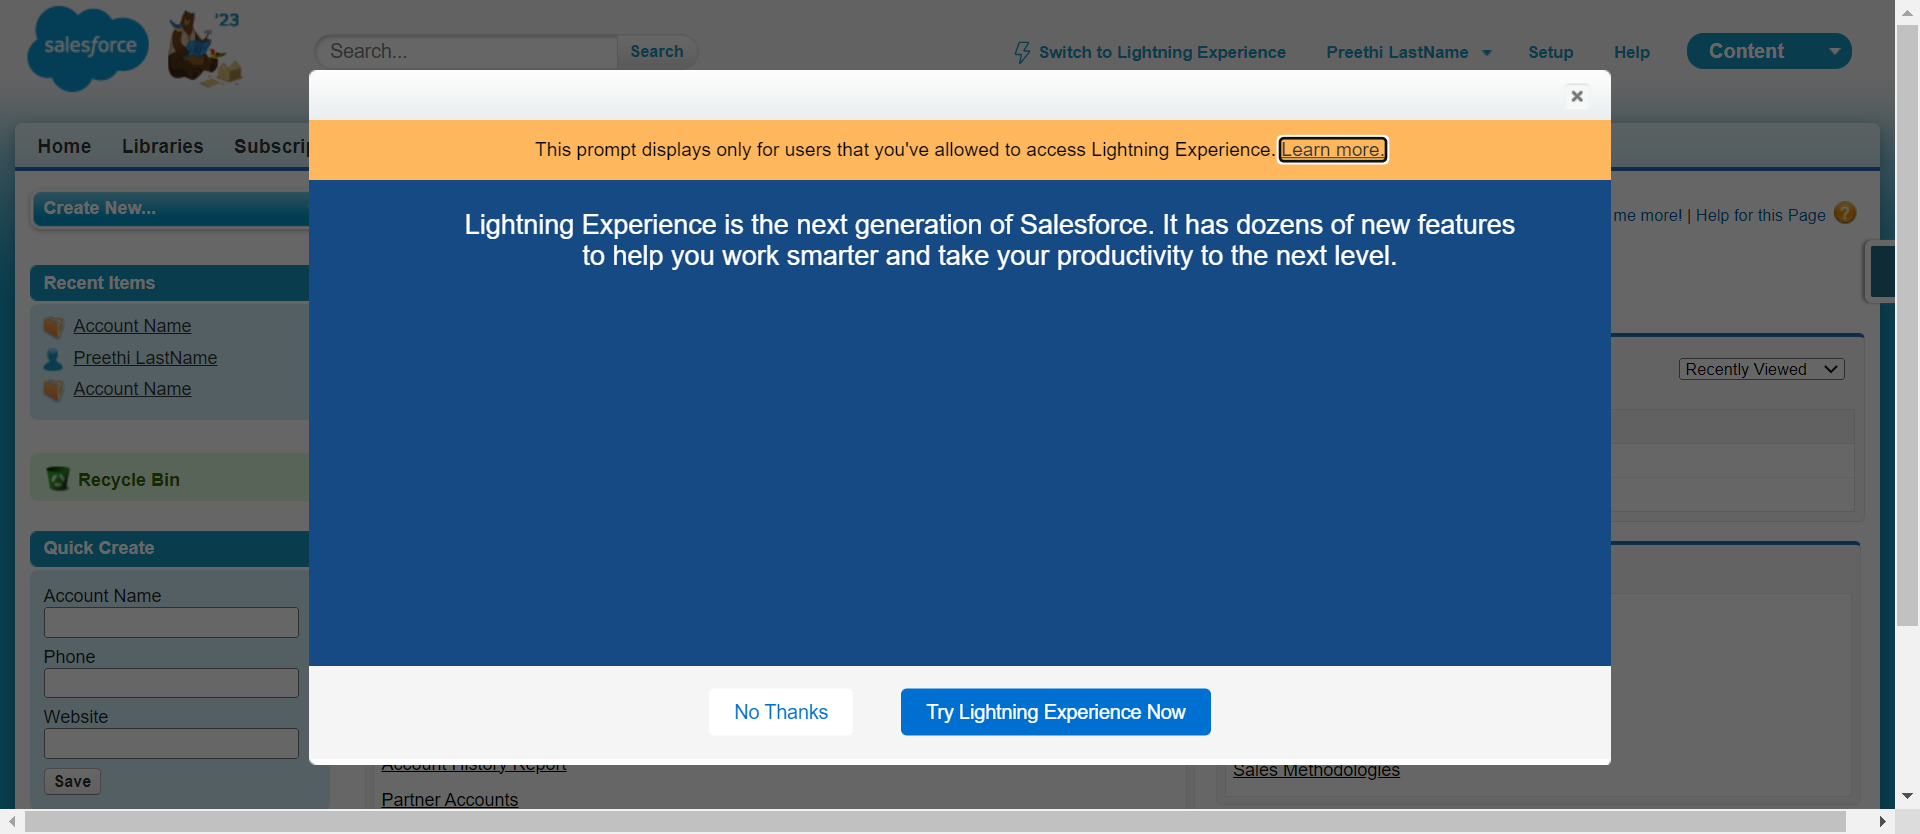 salesforce
'23
Search...
Search
Switch to Lightning Experience
Preethi LastName
Setup
Help
Content
Home
Libraries
This prompt displays only for users that you've allowed to access Lightning Experience. Learn more.
Create New...
me more! | Help for this Page
Lightning Experience is the next generation of Salesforce. It has dozens of new features
to help you work smarter and take your productivity to the next level.
Recent Items
Account Name
Preethi LastName
Account Name
Recently Viewed
Recycle Bin
Quick Create
Account Name
Phone
Website
Save
No Thanks
Try Lightning Experience Now
Account History Report
Sales Methodologies
Partner Accounts